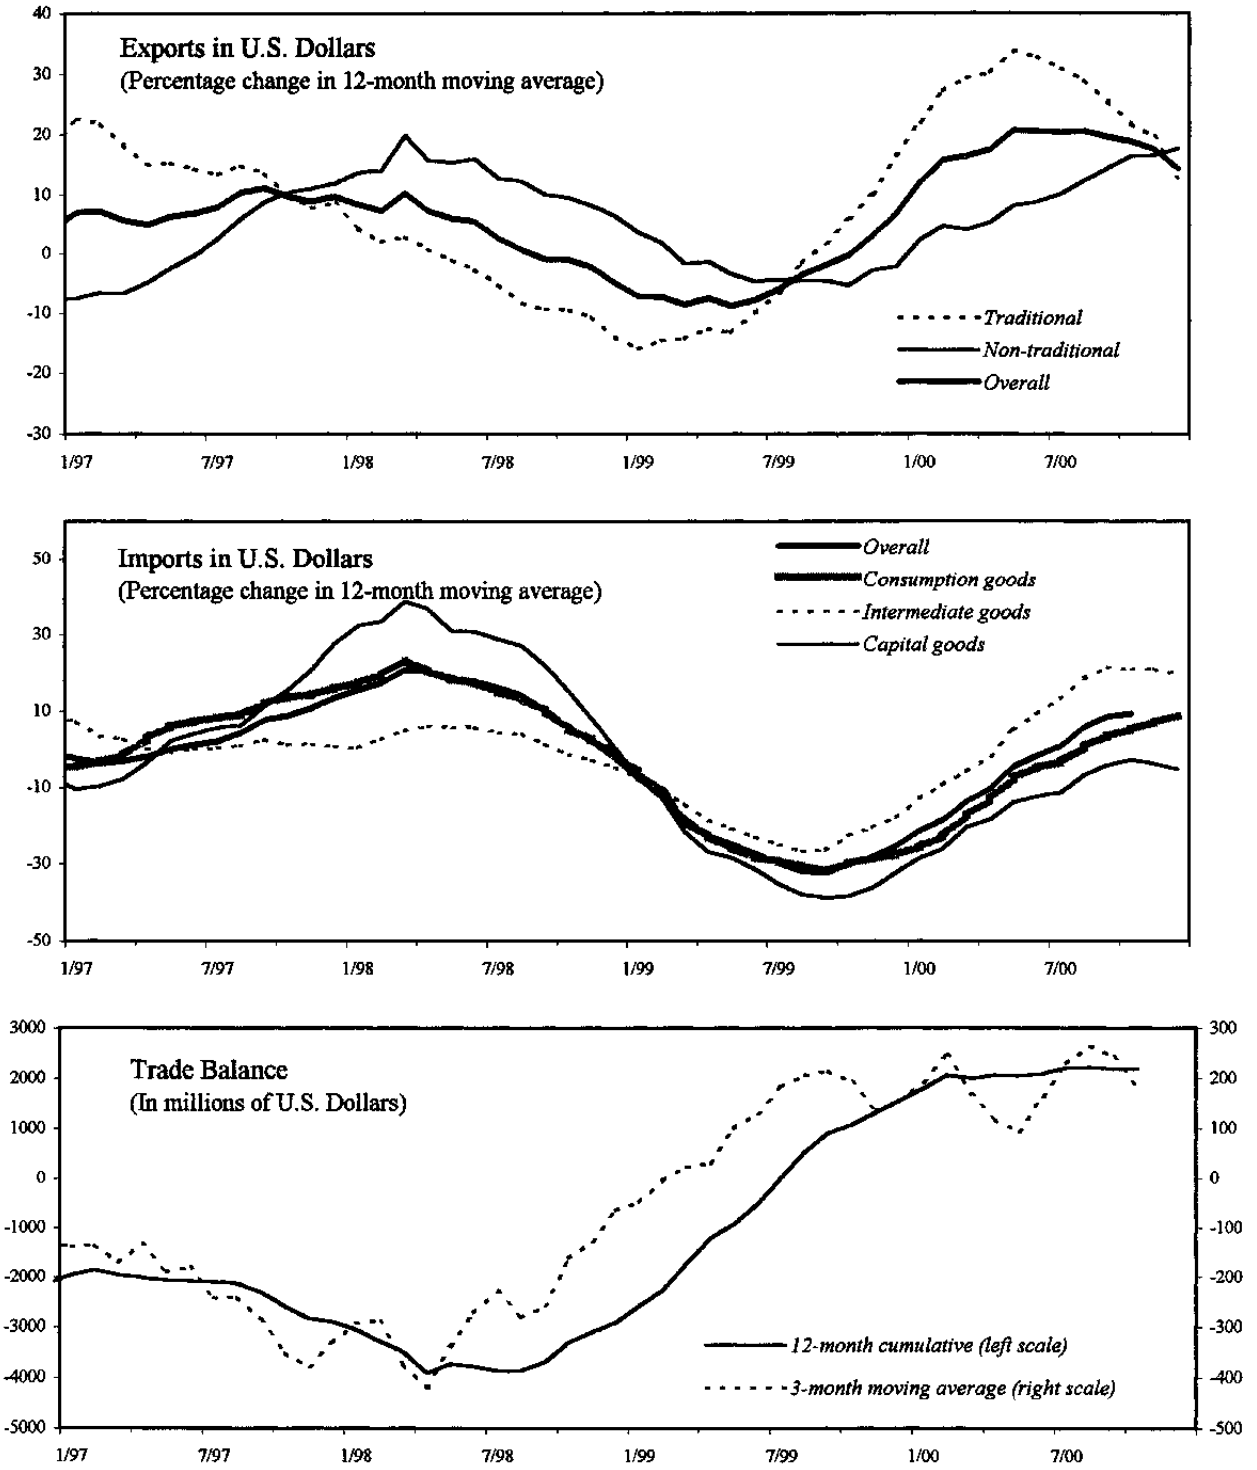 40
Exports in U.S. Dollars
(Percentage change in 12-month moving average)
30
20
10
0
-10
-20
-30
Traditional
Non-traditional
Overall
1/97 7/97 1/98 7/98 1/99 7/99 1/00 7/00
Imports in U.S. Dollars
(Percentage change in 12-month moving average)
50
30
10
-10
-30
-50
Overall
Consumption goods
Intermediate goods
Capital goods
1/97 7/97 1/98 7/98 1/99 7/99 1/00 7/00
3000 300
Trade Balance
(In millions of U.S. Dollars)
2000 200
1000 100
0 0
-1000 -100
-2000 -200
-3000 -300
-4000 -400
-5000 -500
12-month cumulative (left scale)
3-month moving average (right scale)
1/97 7/97 1/98 7/98 1/99 7/99 1/00 7/00